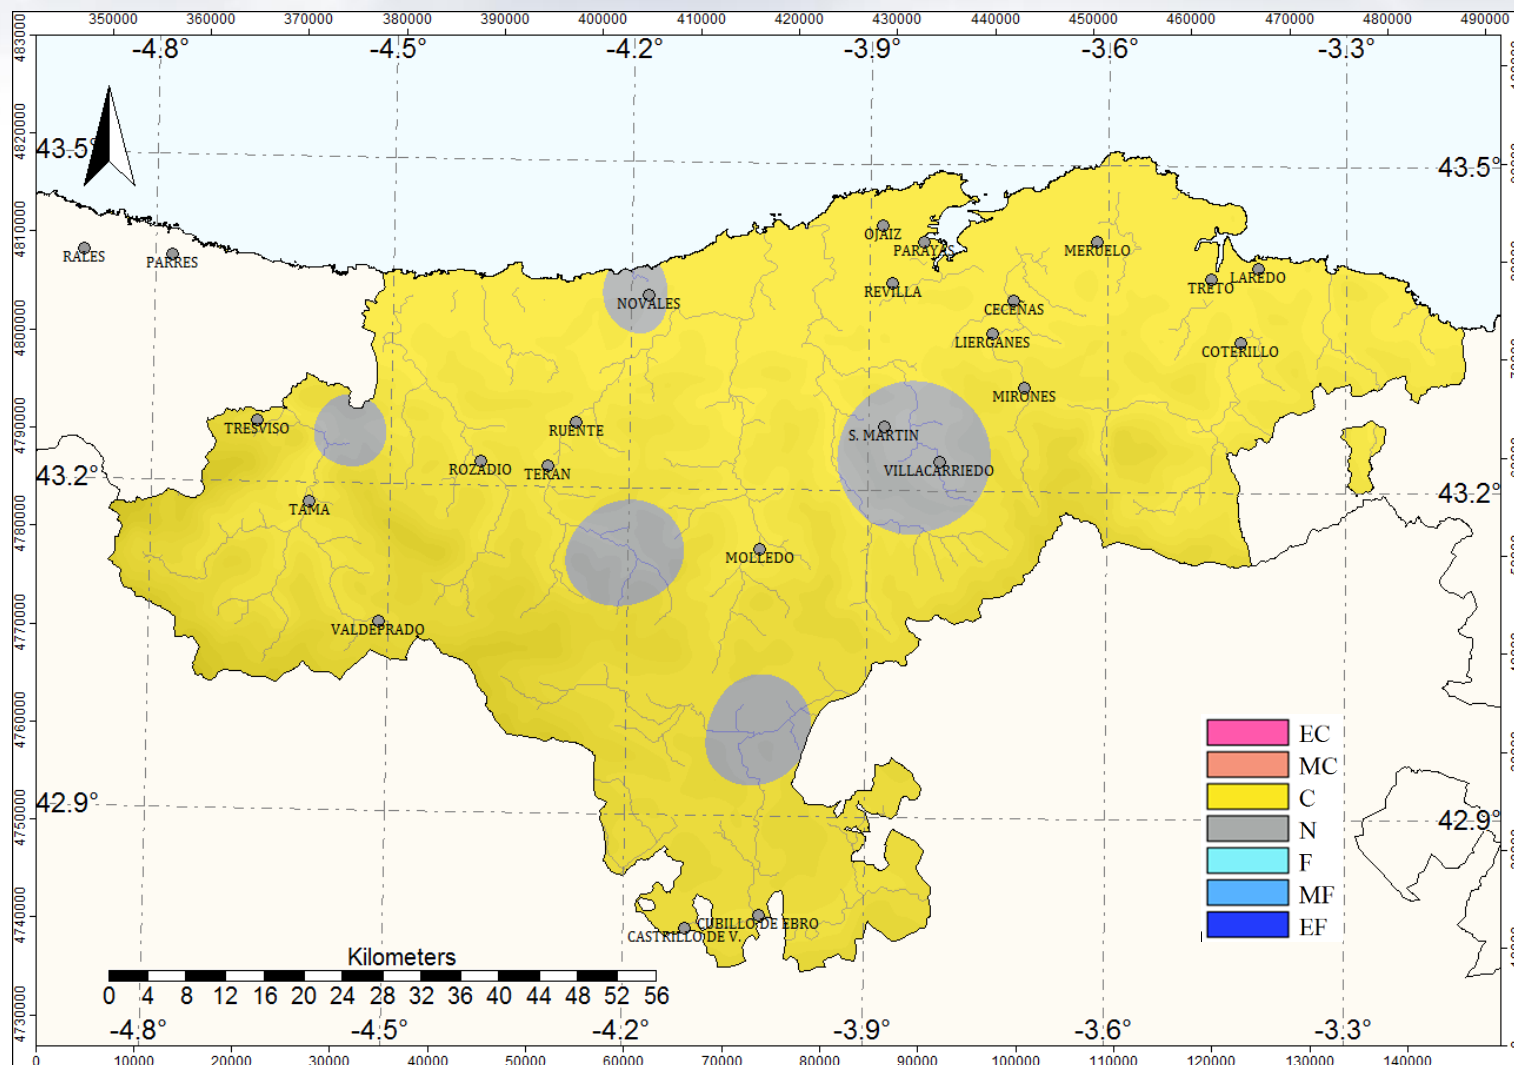 350000 360000 370000 380000 390000 400000 410000 420000 430000 440000 450000 460000 470000 480000 490000
-4.8° -4.5° -4.2° -3.9° -3.6° -3.3°
4820000
43.5° 43.5°
4810000
OJAIZ
PARAYAS
MERUELO
RALES
PARRES
LAREDO
TRETO
REVILLA
NOVALES
CECEÑAS
4800000
LIERGANES
COTERILLO
MIRONES
4790000
TRESVISO
RUENTE
S. MARTIN
ROZADIO
TERAN
VILLACARRIEDO
43.2° 43.2°
TAMA
4780000
MOLLEDO
4770000
VALDEPRADO
4760000
EC
MC
C
N
F
MF
EF
42.9° 42.9°
4750000
4740000
CUBILLO DE EBRO
CASTRILLO DE V.
Kilometers
0 4 8 12 16 20 24 28 32 36 40 44 48 52 56
4730000
-4.8° -4.5° -4.2° -3.9° -3.6° -3.3°
0 10000 20000 30000 40000 50000 60000 70000 80000 90000 100000 110000 120000 130000 140000